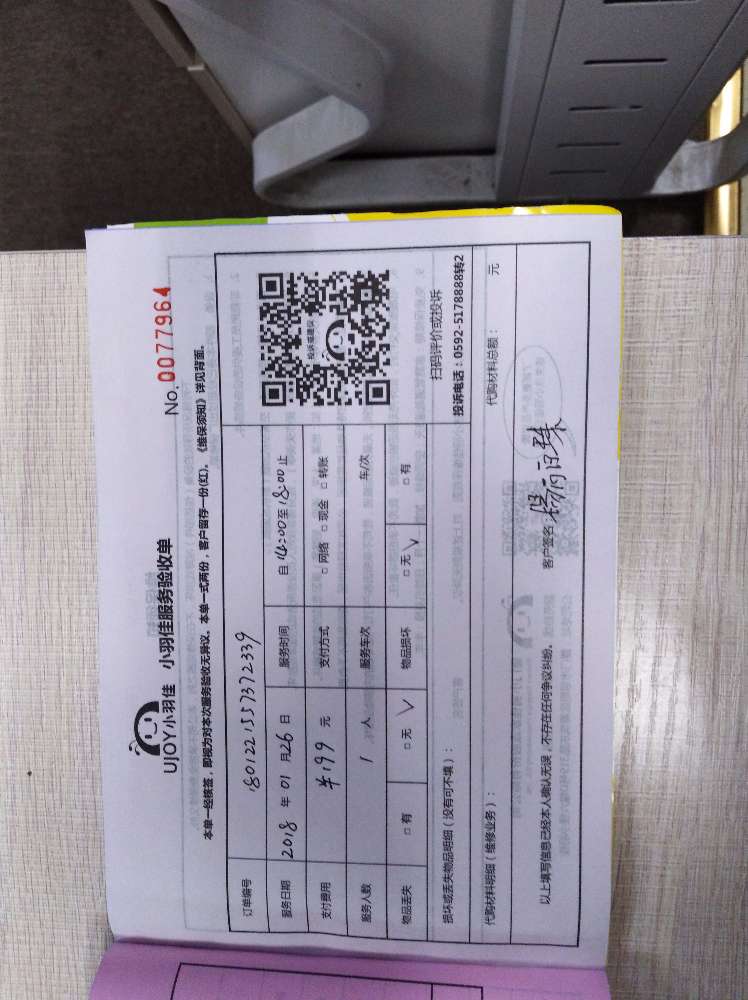 UJOY小羽佳 小羽佳服务验收单
No. 0077964
本单一经核签，即视为对本次服务验收无异议。本单一式两份，客户留存一份(红)。《维保须知》详见背面。
订单编号 1801221557372339
服务日期 2018 年 01 月 26 日 服务时间 自 14:00 至 18:00 止
支付费用 ¥199 元 支付方式 □ 网络 □ 现金 □ 转账
服务人数 1 人 服务车次 车/次
物品丢失 □ 有 □ 无 ✓ 物品损坏 □ 无 ✓ □ 有
投诉或建议
扫码评价或投诉
投诉电话：0592-5178888转2
损坏或丢失物品明细（没有可不填）：
代购材料明细（维修业务）： 代购材料总额： 元
以上填写信息已经本人确认无误，不存在任何争议纠纷。 客户签名